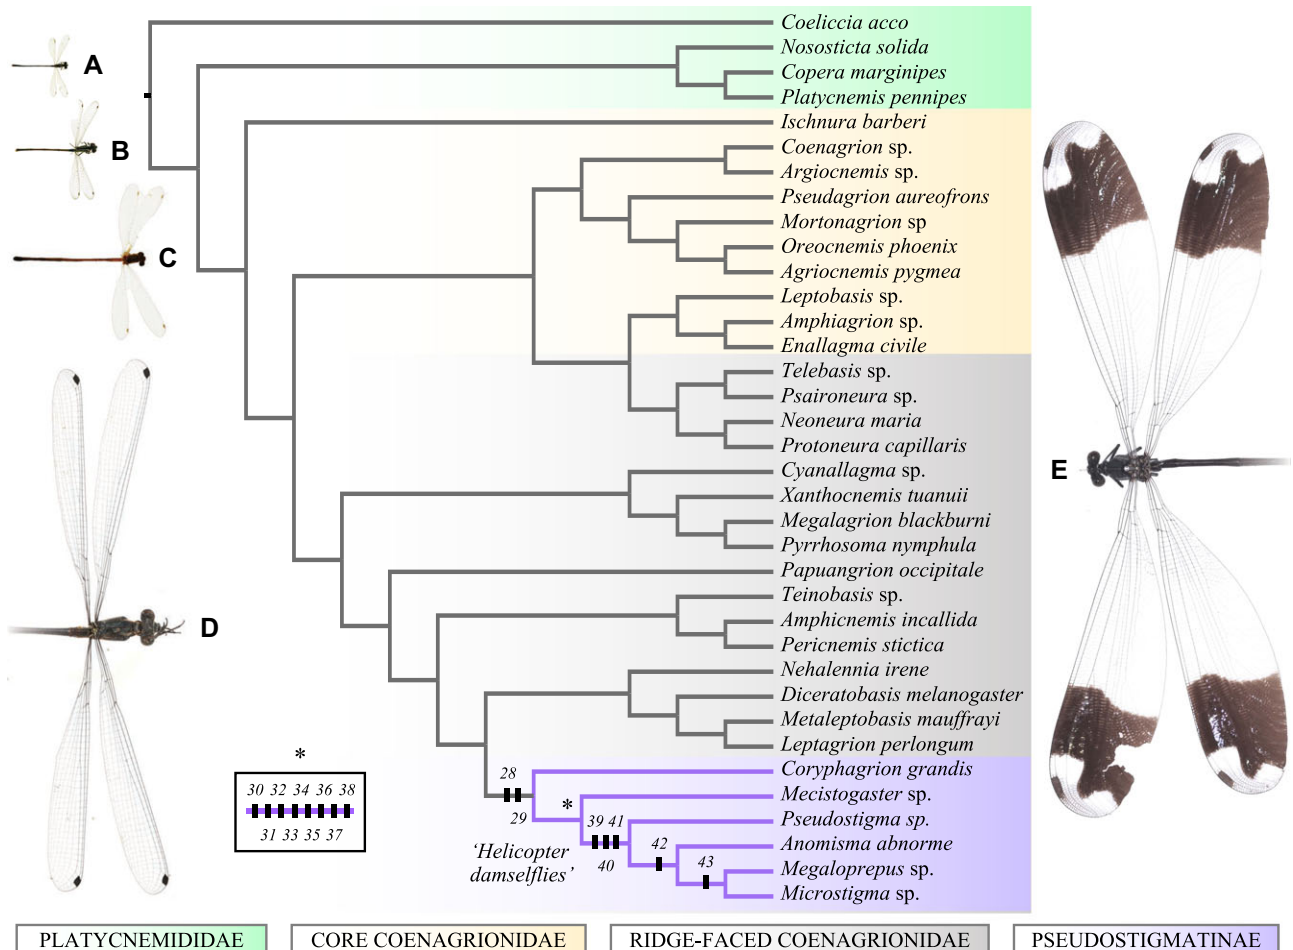 A
B
C
D
E
Coeliccia acco
Nososticta solida
Copera marginipes
Platycnemis pennipes
Ischnura barberi
Coenagrion sp.
Argiocnemis sp.
Pseudagrion aureofrons
Mortonagrion sp
Oreocnemis phoenix
Agriocnemis pygmea
Leptobasis sp.
Amphiagrion sp.
Enallagma civile
Telebasis sp.
Psaironeura sp.
Neoneura maria
Protoneura capillaris
Cyanallagma sp.
Xanthocnemis tuanuii
Megalagrion blackburni
Pyrrhosoma nymphula
Papuangrion occipitale
Teinobasis sp.
Amphicnemis incallida
Pericnemis stictica
Nehalennia irene
Diceratobasis melanogaster
Metaleptobasis mauffrayi
Leptagrion perlongum
Coryphagrion grandis
Mecistogaster sp.
Pseudostigma sp.
Anomisma abnorme
Megaloprepus sp.
Microstigma sp.
28
29
*
39 41
40
42
43
'Helicopter
damselflies'
*
30 32 34 36 38
31 33 35 37
PLATYCNEMIDIDAE
CORE COENAGRIONIDAE
RIDGE-FACED COENAGRIONIDAE
PSEUDOSTIGMATINAE